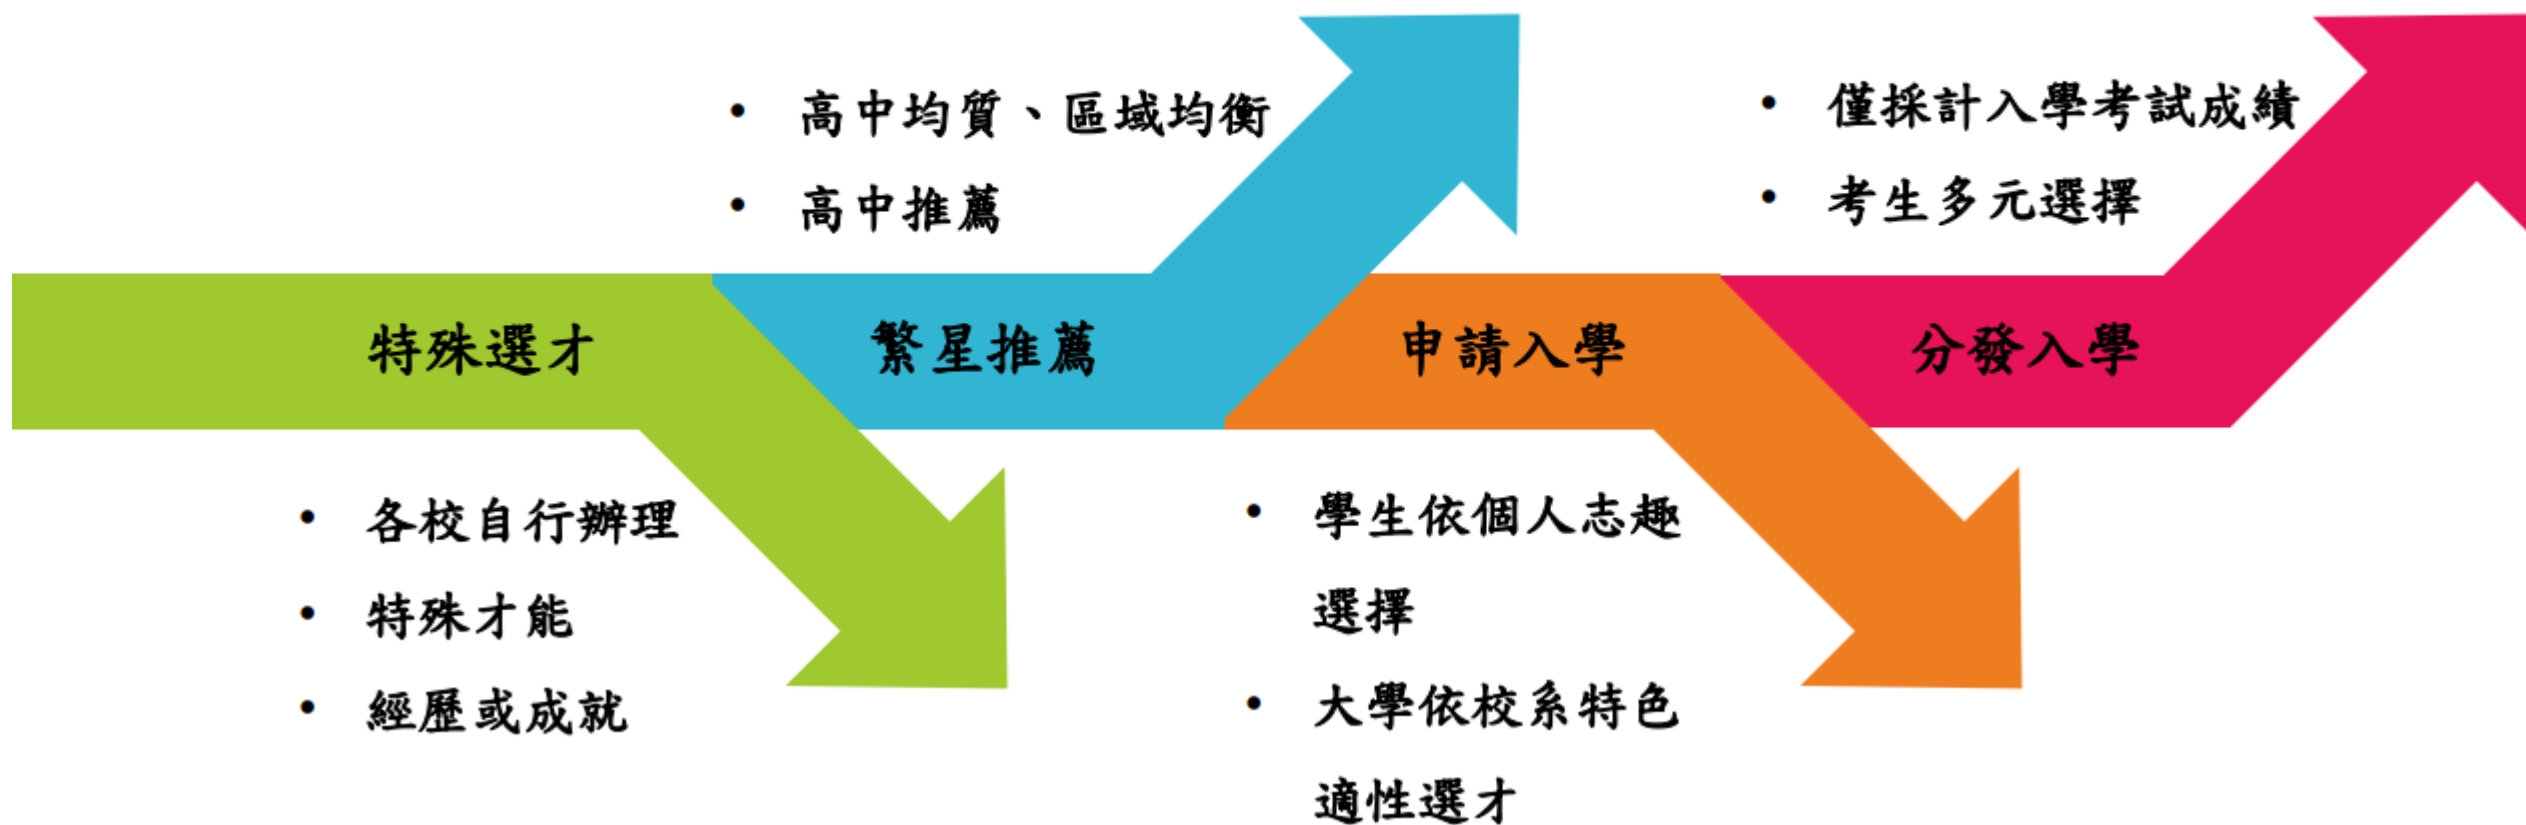 • 高中均質、區域均衡
• 高中推薦
• 僅採計入學考試成績
• 考生多元選擇
特殊選才
繁星推薦
申請入學
分發入學
• 各校自行辦理
• 特殊才能
• 經歷或成就
• 學生依個人志趣
選擇
• 大學依校系特色
適性選才